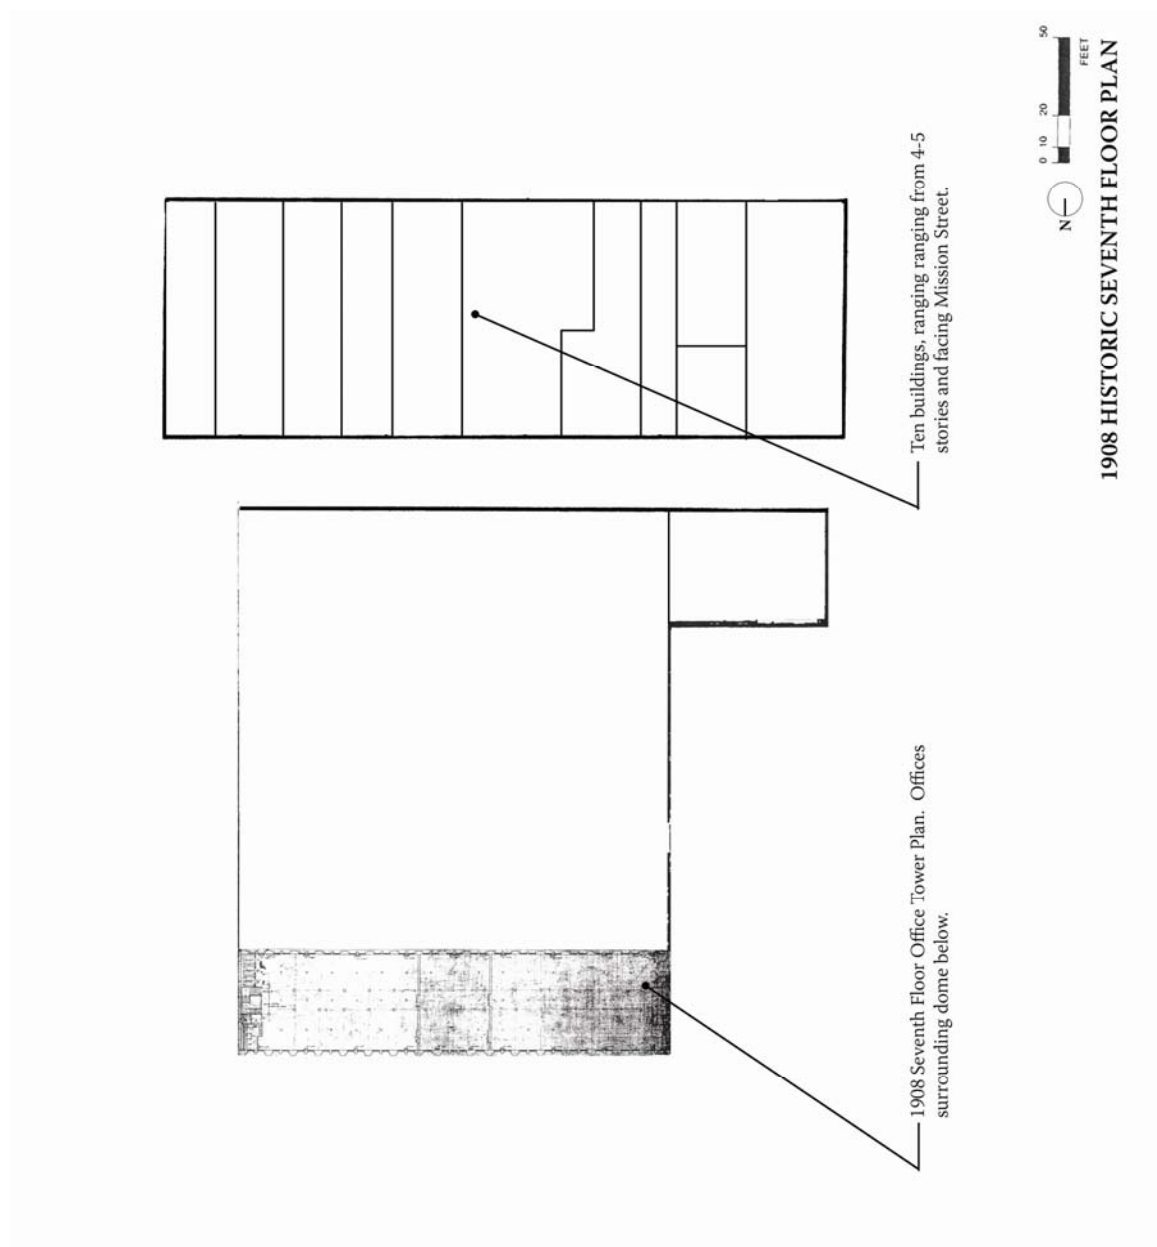 1908 Seventh Floor Office Tower Plan.  Offices
surrounding dome below.
Ten buildings, ranging ranging from 4-5
stories and facing Mission Street.
N
0 10 20 50
FEET
1908 HISTORIC SEVENTH FLOOR PLAN